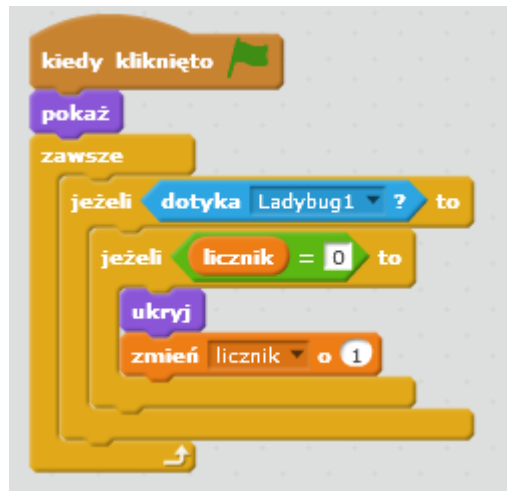 kiedy kliknięto
pokaż
zawsze
jeżeli dotyka Ladybug1 ? to
jeżeli licznik = 0 to
ukryj
zmień licznik o 1